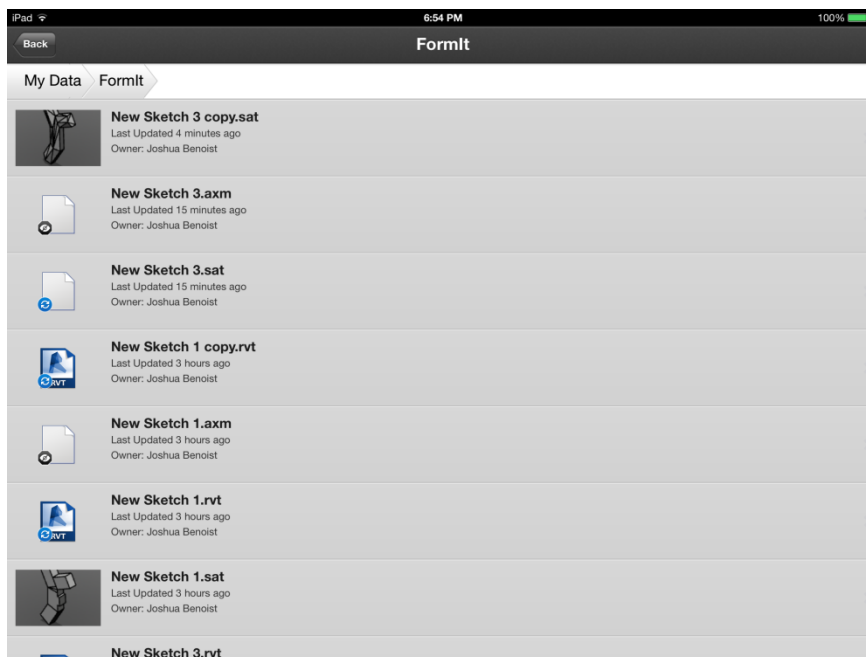 iPad 6:54 PM 100%
Back FormIt
My Data FormIt
New Sketch 3 copy.sat
Last Updated 4 minutes ago
Owner: Joshua Benoist
New Sketch 3.axm
Last Updated 15 minutes ago
Owner: Joshua Benoist
New Sketch 3.sat
Last Updated 15 minutes ago
Owner: Joshua Benoist
New Sketch 1 copy.rvt
Last Updated 3 hours ago
Owner: Joshua Benoist
RVT
New Sketch 1.axm
Last Updated 3 hours ago
Owner: Joshua Benoist
New Sketch 1.rvt
Last Updated 3 hours ago
Owner: Joshua Benoist
RVT
New Sketch 1.sat
Last Updated 3 hours ago
Owner: Joshua Benoist
New Sketch 3.rvt